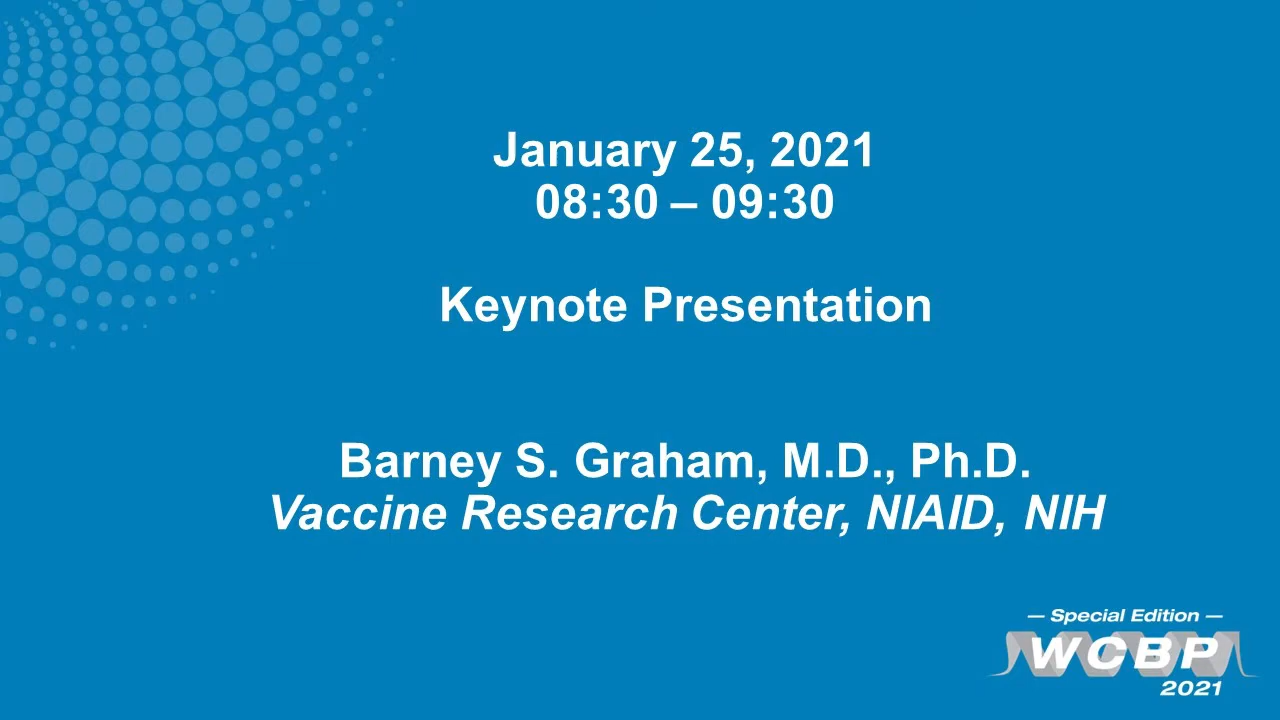 January 25, 2021
08:30 – 09:30
Keynote Presentation
Barney S. Graham, M.D., Ph.D.
Vaccine Research Center, NIAID, NIH
— Special Edition —
WCBP
2021